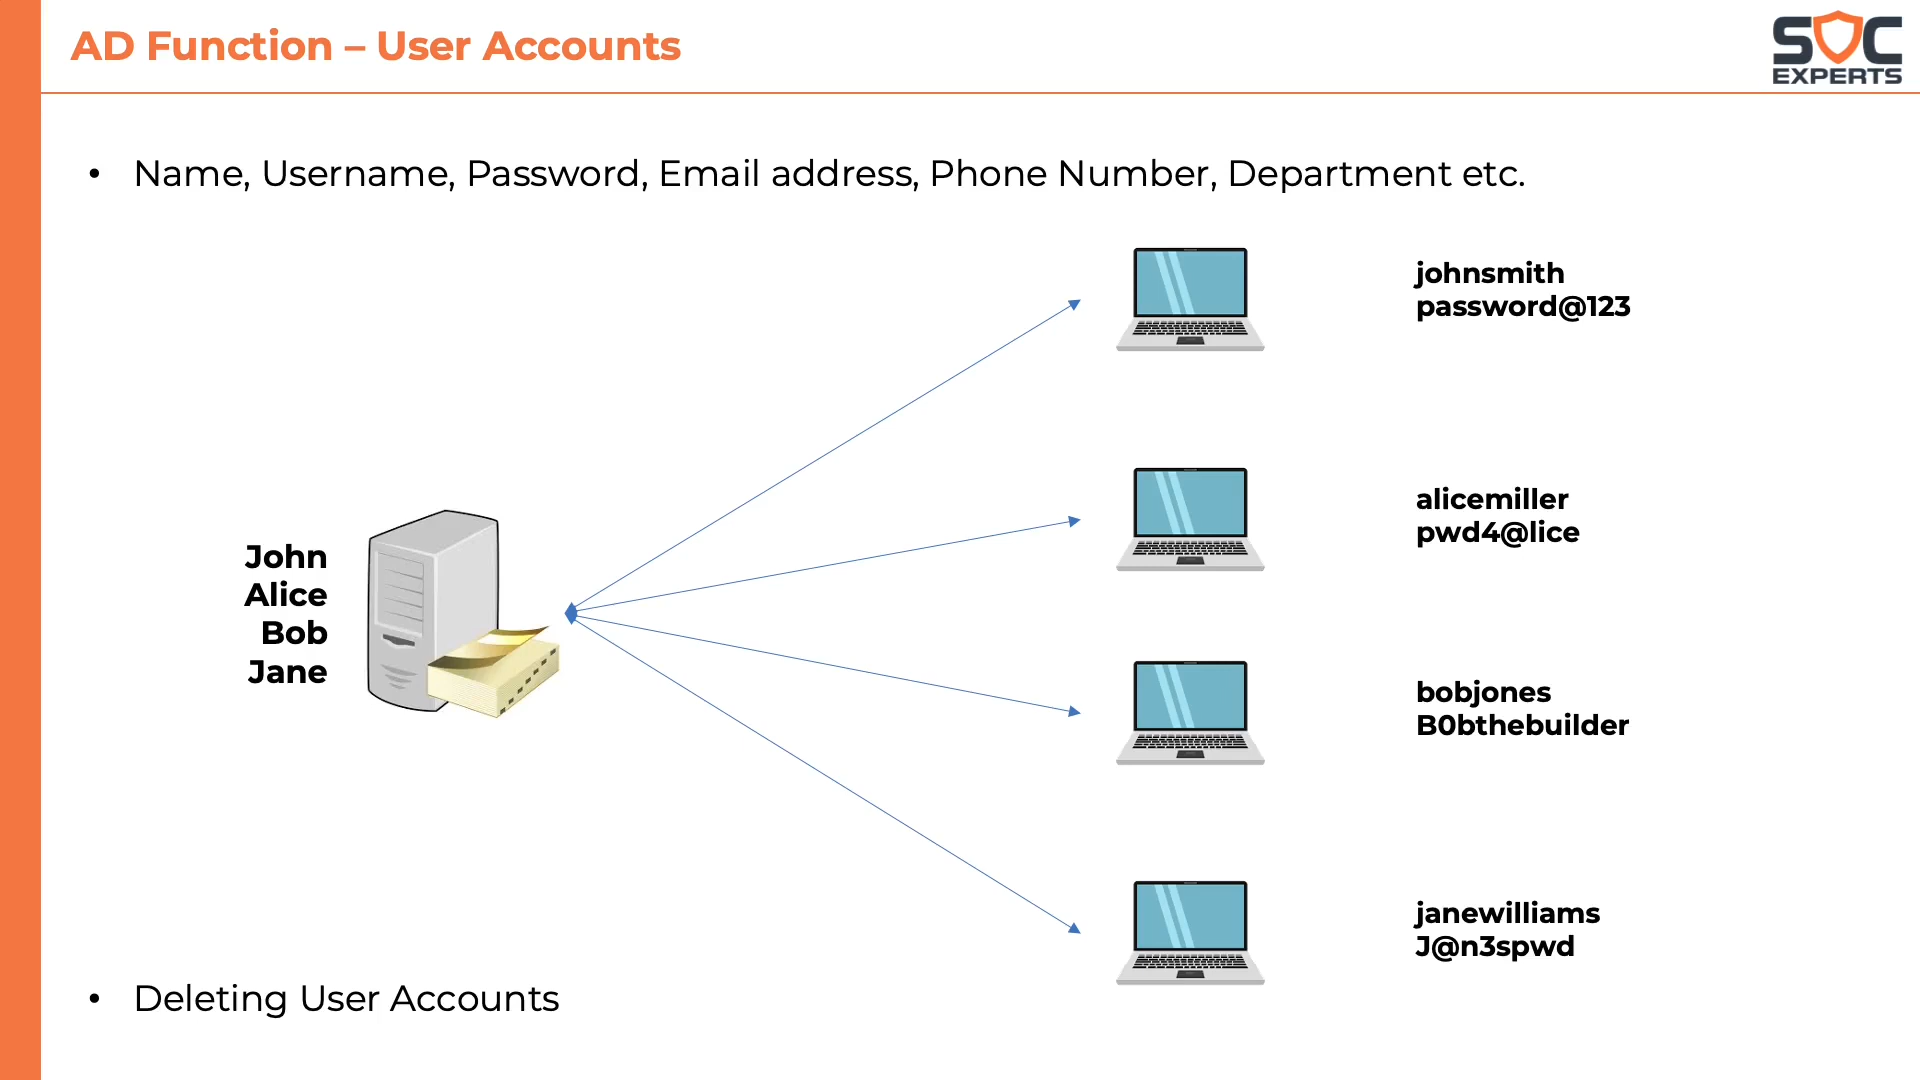 AD Function – User Accounts
SOC
EXPERTS
• Name, Username, Password, Email address, Phone Number, Department etc.
johnsmith
password@123
alicemiller
pwd4@lice
John
Alice
Bob
Jane
bobjones
B0bthebuilder
janewilliams
J@n3spwd
• Deleting User Accounts